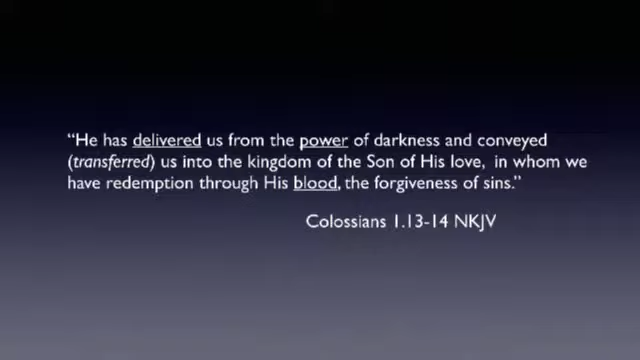 “He has delivered us from the power of darkness and conveyed
(transferred) us into the kingdom of the Son of His love, in whom we
have redemption through His blood, the forgiveness of sins.”
Colossians 1.13-14 NKJV